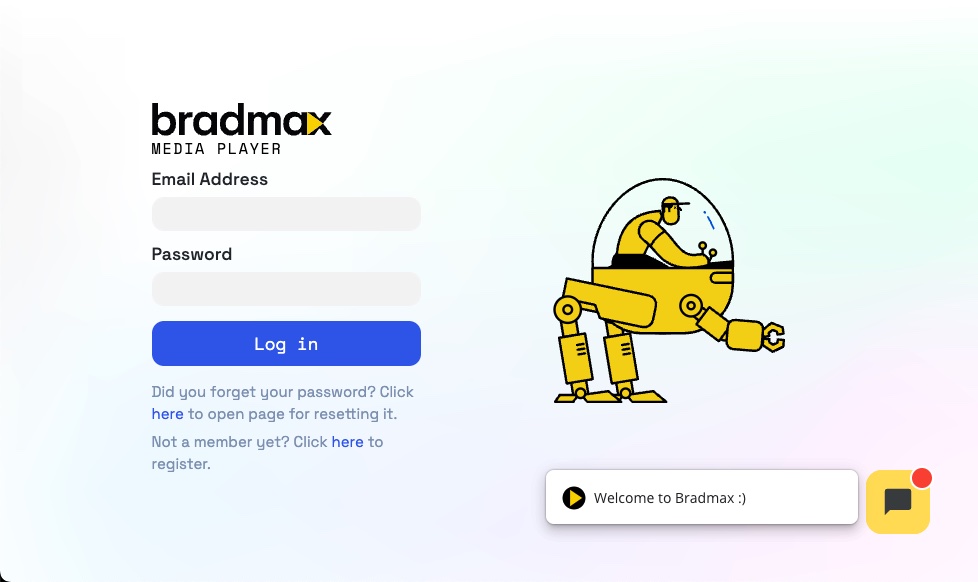 bradmax
MEDIA PLAYER
Email Address
Password
Log in
Did you forget your password? Click
here to open page for resetting it.
Not a member yet? Click here to
register.
Welcome to Bradmax :)